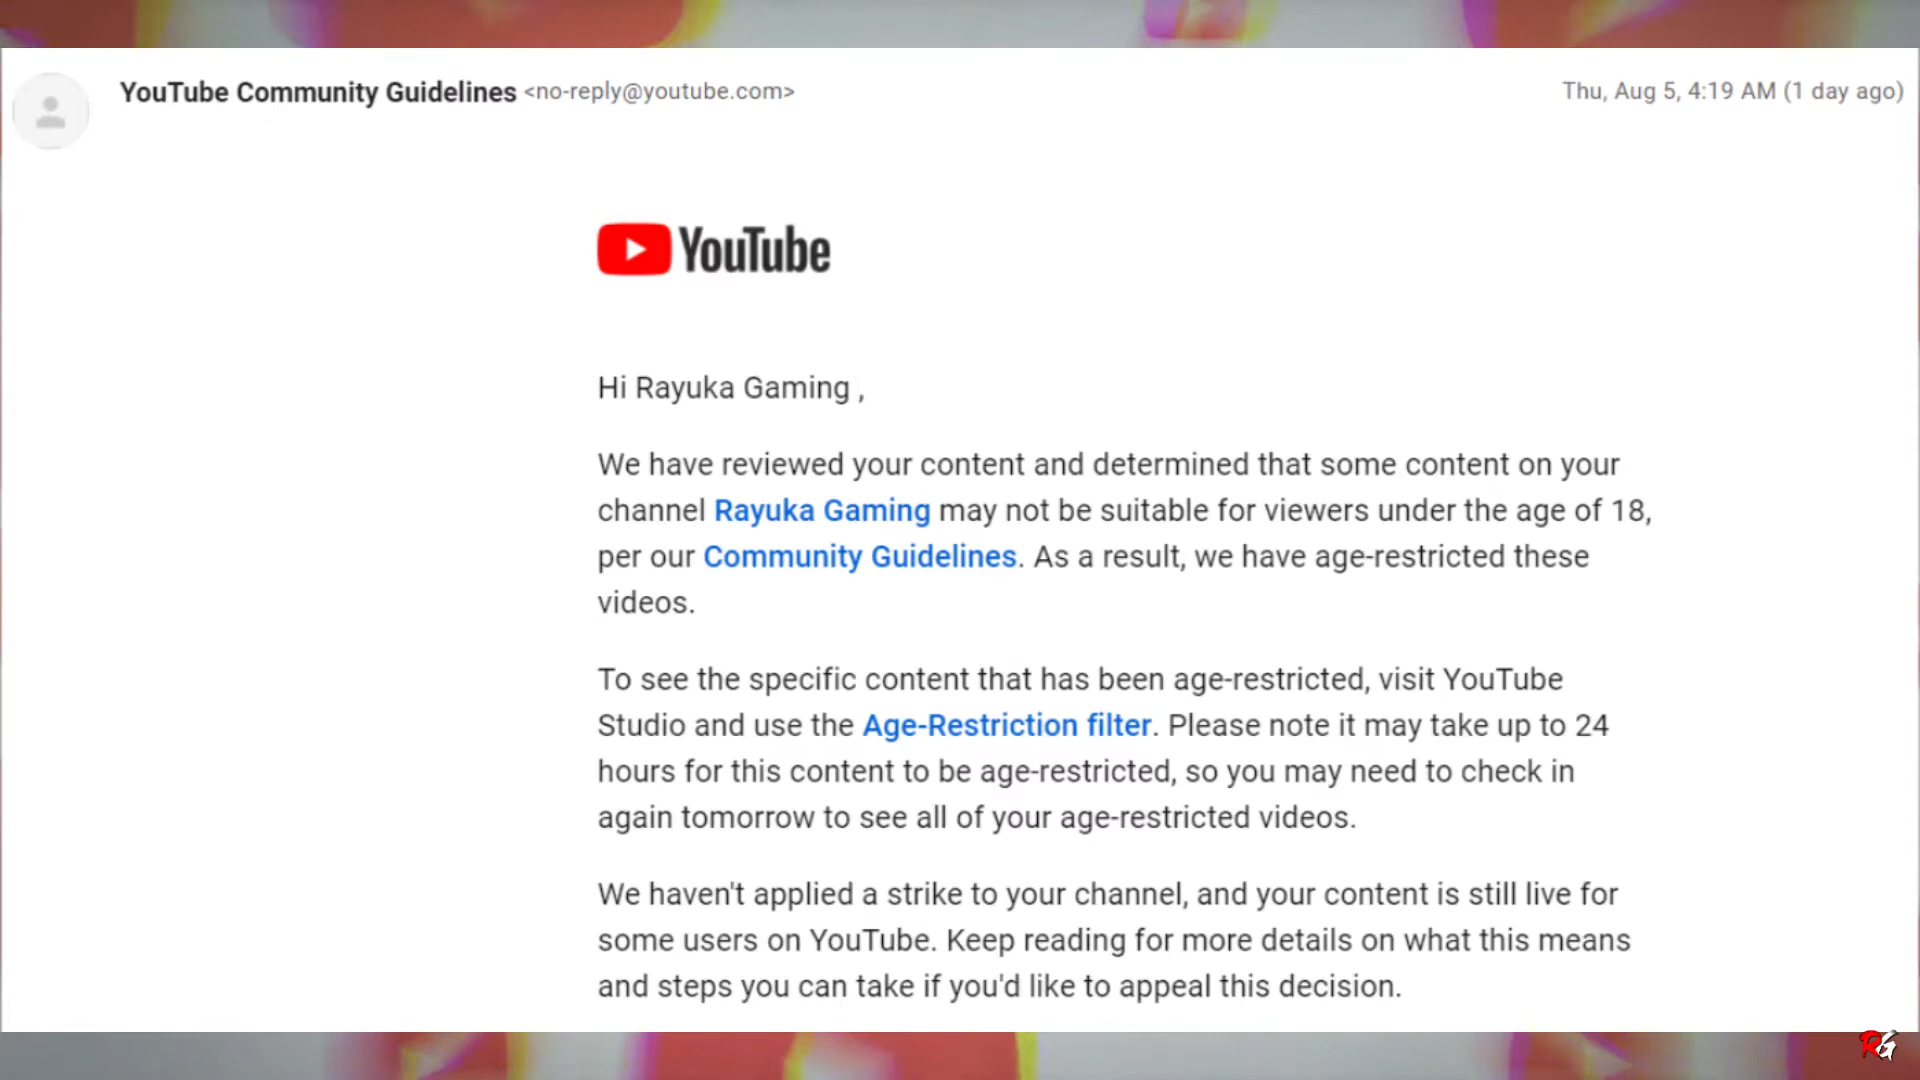 YouTube Community Guidelines <no-reply@youtube.com>
Thu, Aug 5, 4:19 AM (1 day ago)
YouTube
Hi Rayuka Gaming ,
We have reviewed your content and determined that some content on your
channel Rayuka Gaming may not be suitable for viewers under the age of 18,
per our Community Guidelines. As a result, we have age-restricted these
videos.
To see the specific content that has been age-restricted, visit YouTube
Studio and use the Age-Restriction filter. Please note it may take up to 24
hours for this content to be age-restricted, so you may need to check in
again tomorrow to see all of your age-restricted videos.
We haven't applied a strike to your channel, and your content is still live for
some users on YouTube. Keep reading for more details on what this means
and steps you can take if you'd like to appeal this decision.
RG